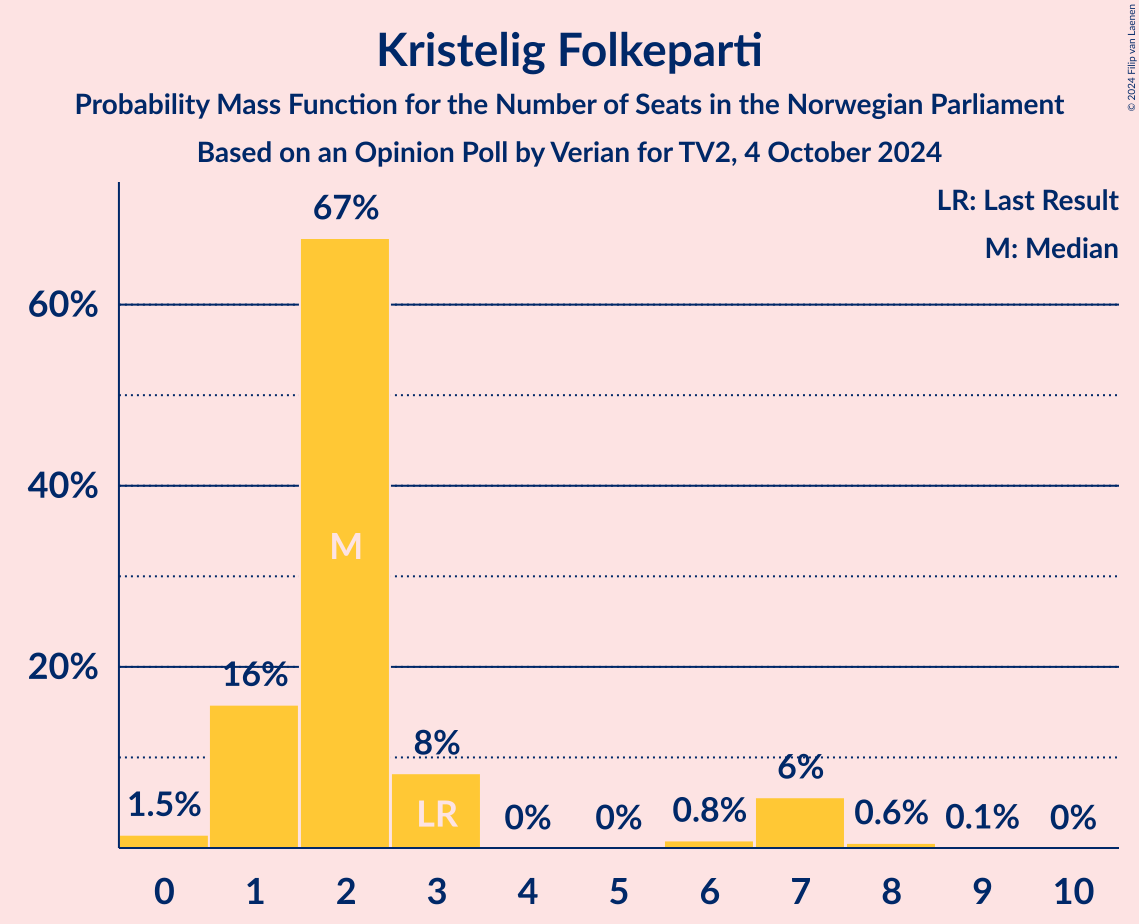 Kristelig Folkeparti
Probability Mass Function for the Number of Seats in the Norwegian Parliament
Based on an Opinion Poll by Verian for TV2, 4 October 2024
© 2024 Filip van Laenen
LR: Last Result
M: Median
67%
60%
40%
M
20%
16%
8%
6%
1.5%
LR
0%
0%
0.8%
0.6%
0.1%
0%
0 1 2 3 4 5 6 7 8 9 10